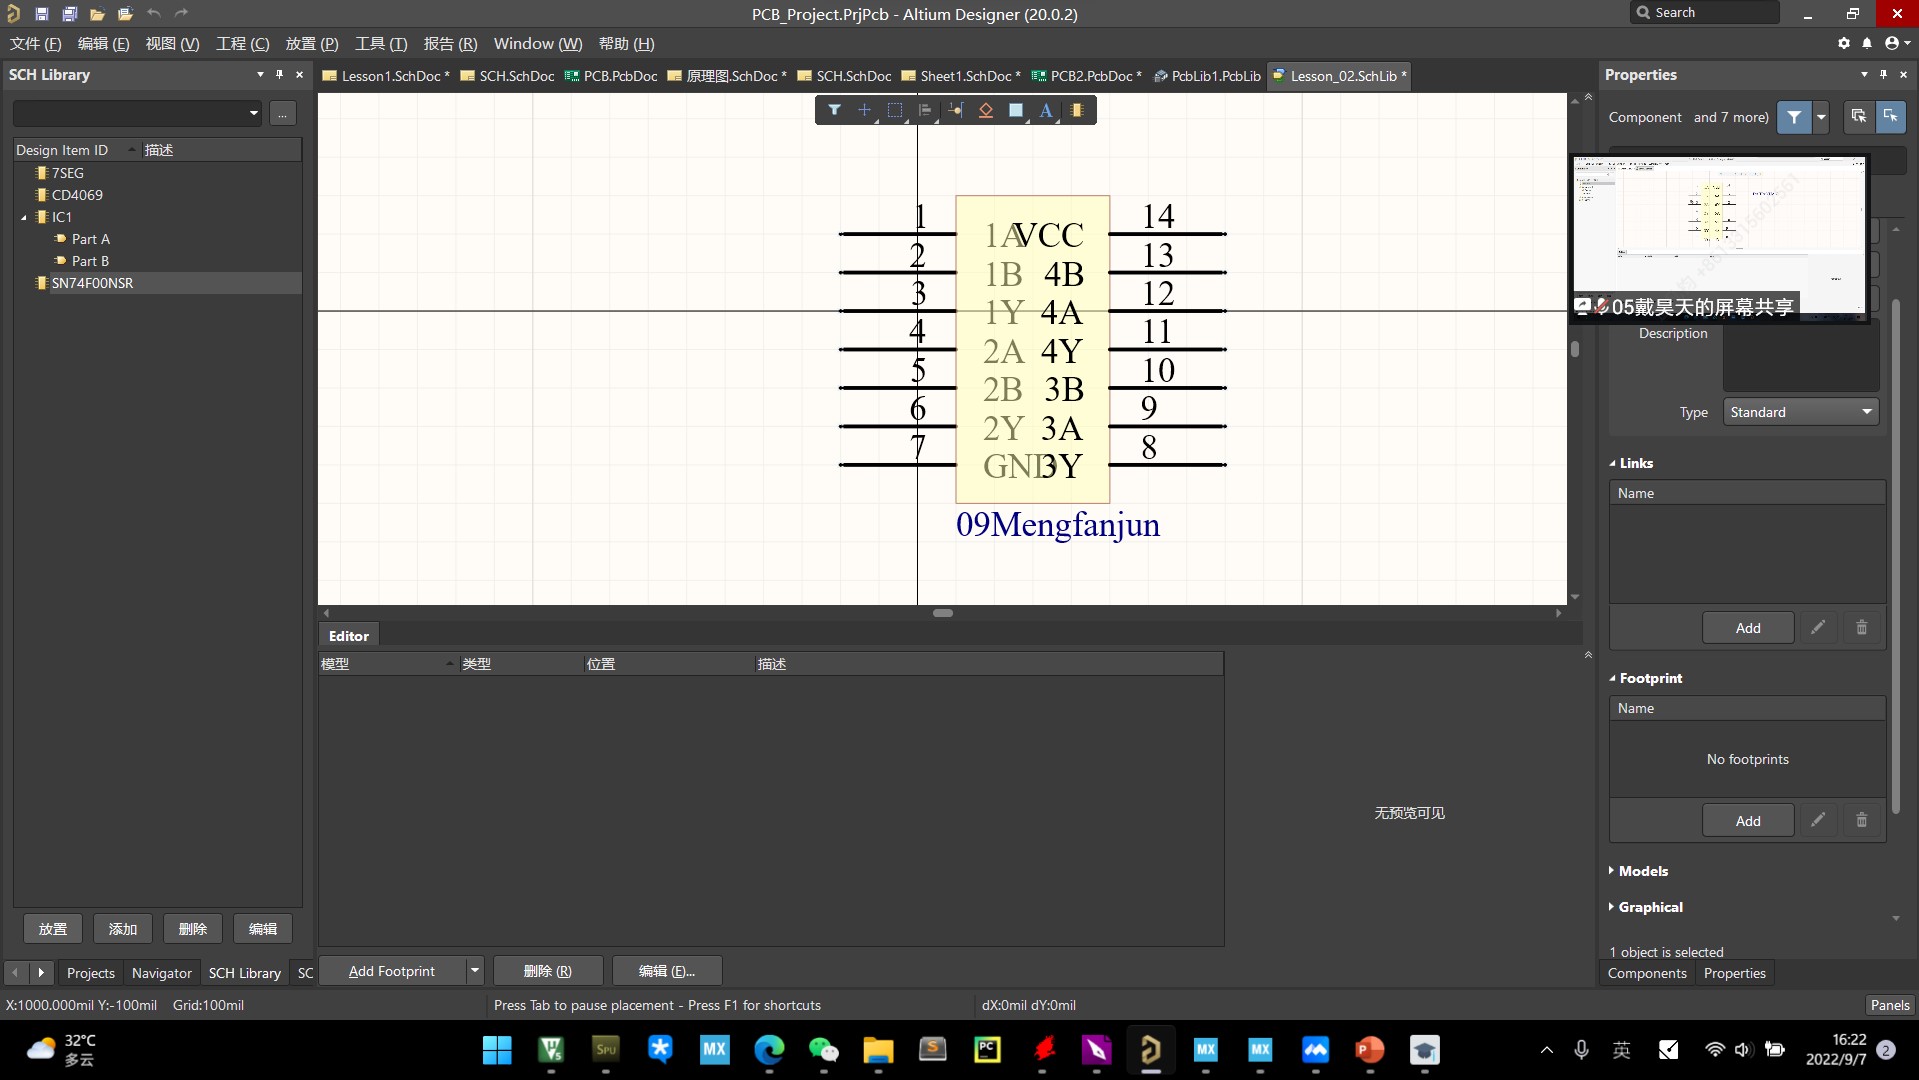 PCB_Project.PrjPcb - Altium Designer (20.0.2)
Search
文件 (F) 编辑 (E) 视图 (V) 工程 (C) 放置 (P) 工具 (T) 报告 (R) Window (W) 帮助 (H)
SCH Library
Lesson1.SchDoc * SCH.SchDoc PCB.PcbDoc 原理图.SchDoc * SCH.SchDoc Sheet1.SchDoc * PCB2.PcbDoc * PcbLib1.PcbLib Lesson_02.SchLib *
Properties
Component and 7 more)
...
Design Item ID 描述
7SEG
CD4069
IC1
Part A
Part B
SN74F00NSR
1 1A VCC 14
2 1B 4B 13
3 1Y 4A 12
4 2A 4Y 11
5 2B 3B 10
6 2Y 3A 9
7 GND 3Y 8
09Mengfanjun
05戴昊天的屏幕共享
Description
Type Standard
Links
Name
Add
Footprint
Name
No footprints
Add
Models
Graphical
1 object is selected
Components Properties
Editor
模型 类型 位置 描述
无预览可见
放置 添加 删除 编辑
Projects Navigator SCH Library SC
Add Footprint 删除 (R) 编辑 (E)...
X:1000.000mil Y:-100mil Grid:100mil
Press Tab to pause placement - Press F1 for shortcuts
dX:0mil dY:0mil
Panels
32°C
多云
SPU
MX
PC
MX
MX
英
16:22
2022/9/7
2